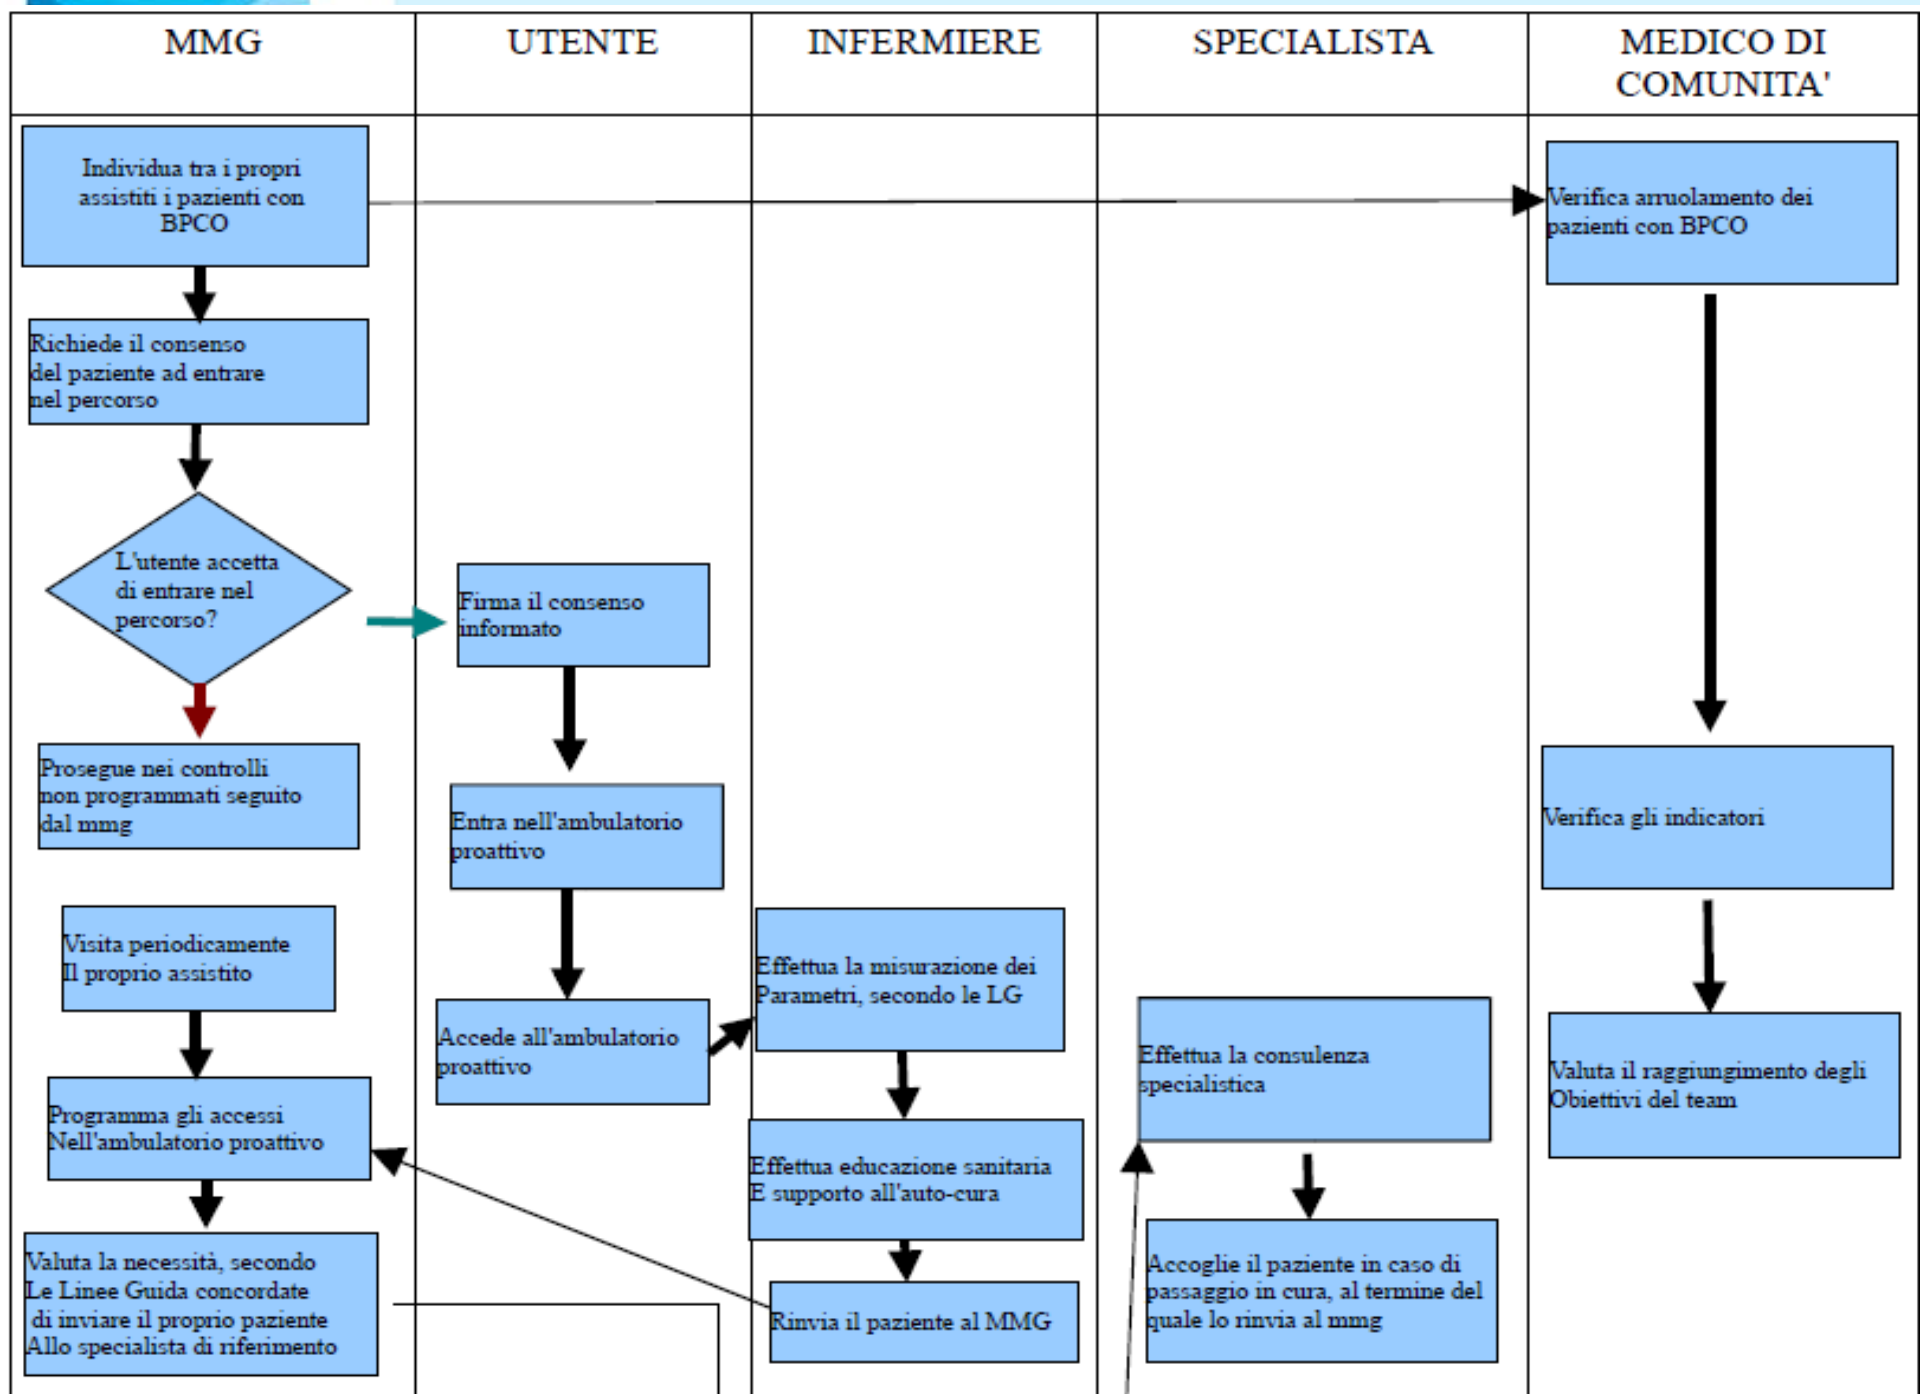 MMG
UTENTE
INFERMIERE
SPECIALISTA
MEDICO DI
COMUNITA'
Individua tra i propri
assistiti i pazienti con
BPCO
Richiede il consenso
del paziente ad entrare
nel percorso
L'utente accetta
di entrare nel
percorso?
Prosegue nei controlli
non programmati seguito
dal mmg
Visita periodicamente
Il proprio assistito
Programma gli accessi
Nell'ambulatorio proattivo
Valuta la necessità, secondo
Le Linee Guida concordate
di inviare il proprio paziente
Allo specialista di riferimento
Firma il consenso
informato
Entra nell'ambulatorio
proattivo
Accede all'ambulatorio
proattivo
Effettua la misurazione dei
Parametri, secondo le LG
Effettua educazione sanitaria
E supporto all'auto-cura
Rinvia il paziente al MMG
Effettua la consulenza
specialistica
Accoglie il paziente in caso di
passaggio in cura, al termine del
quale lo rinvia al mmg
Verifica arruolamento dei
pazienti con BPCO
Verifica gli indicatori
Valuta il raggiungimento degli
Obiettivi del team